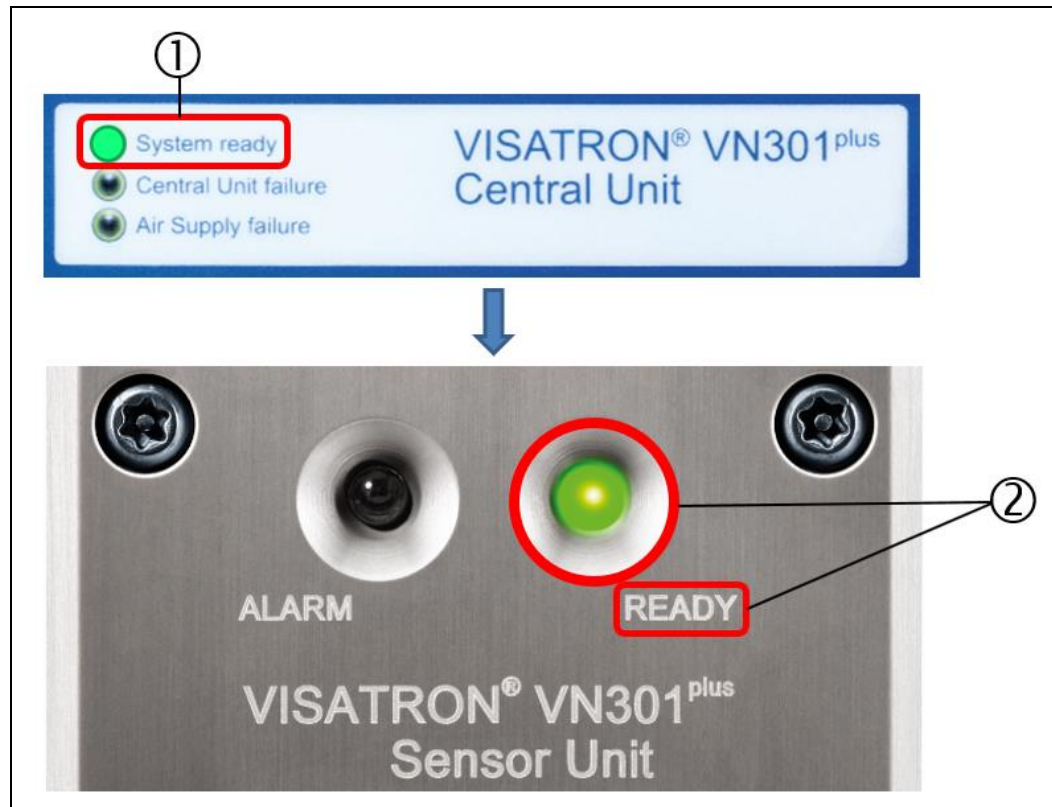 ①
System ready
Central Unit failure
Air Supply failure
VISATRON® VN301plus
Central Unit
②
ALARM
READY
VISATRON® VN301plus
Sensor Unit